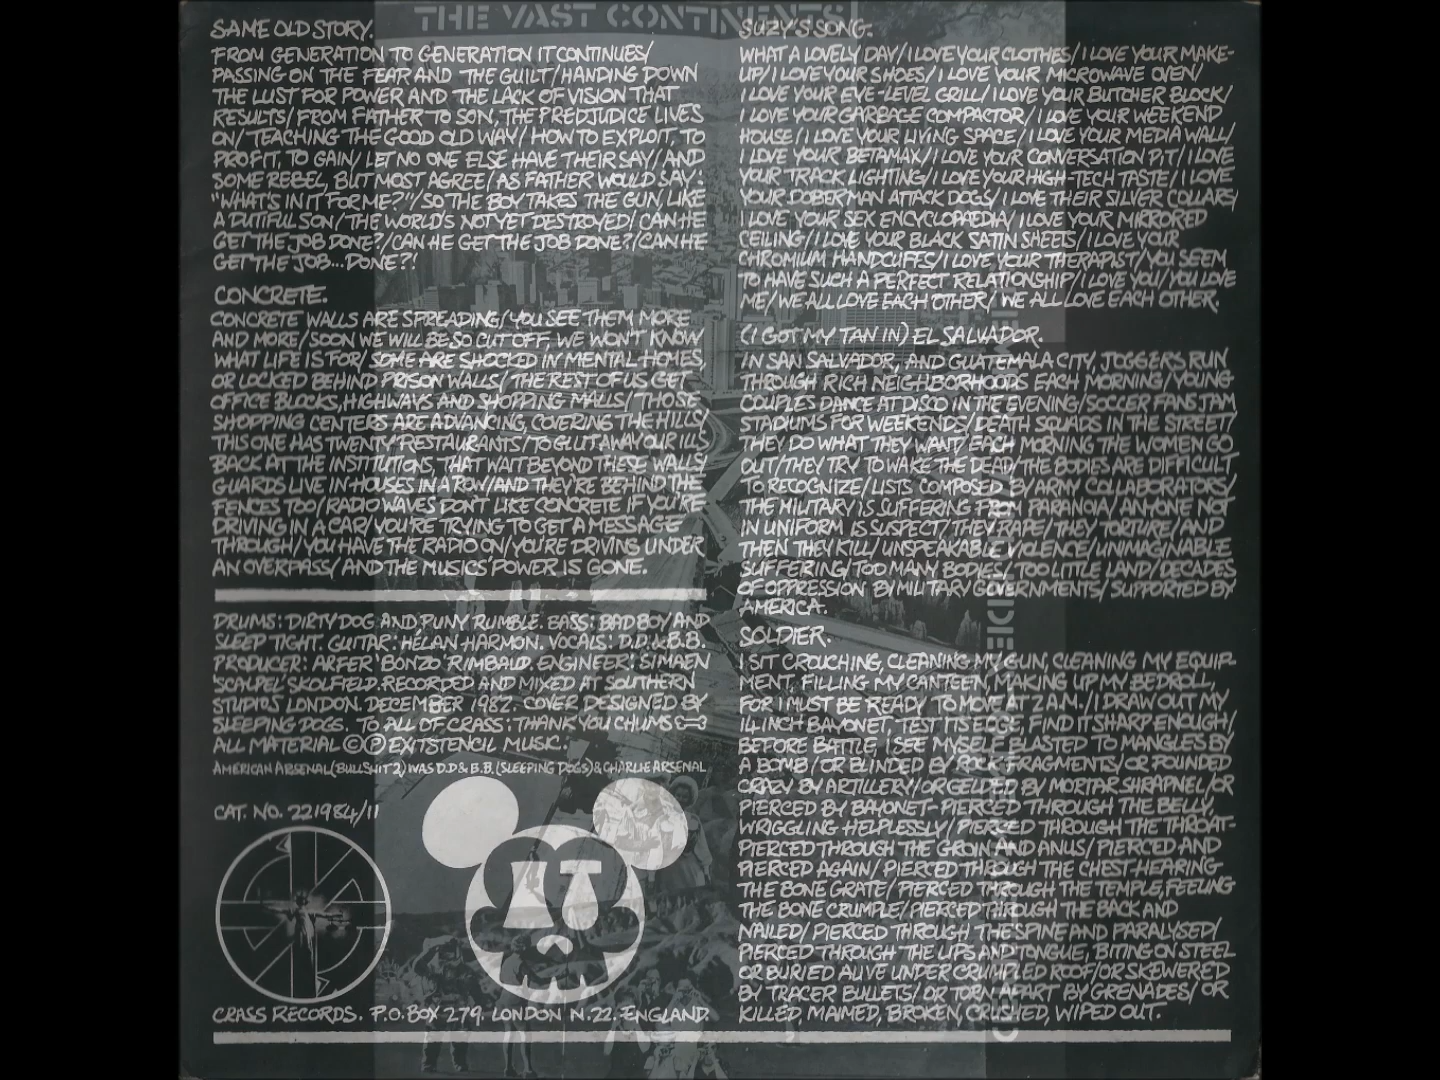 THE VAST CONTINENTS
SAME OLD STORY.
FROM GENERATION TO GENERATION IT CONTINUES/
PASSING ON THE FEAR AND THE GUILT/HANDING DOWN
THE LUST FOR POWER AND THE LACK OF VISION THAT
RESULTS/FROM FATHER TO SON, THE PREDJUDICE LIVES
ON/TEACHING THE GOOD OLD WAY/HOW TO EXPLOIT, TO
PROFIT, TO GAIN/LET NO ONE ELSE HAVE THEIR SAY/AND
SOME REBEL, BUT MOST AGREE/AS FATHER WOULD SAY:
"WHAT'S IN IT FOR ME?"/SO THE BOY TAKES THE GUN, LIKE
A DUTIFUL SON/THE WORLD'S NOT YET DESTROYED/CAN HE
GET THE JOB DONE?/CAN HE GET THE JOB DONE?/CAN HE
GET THE JOB...DONE?!
CONCRETE.
CONCRETE WALLS ARE SPREADING/YOU SEE THEM MORE
AND MORE/SOON WE WILL BE SO CUT OFF, WE WON'T KNOW
WHAT LIFE IS FOR/SOME ARE SHOCKED IN MENTAL HOMES,
OR LOCKED BEHIND PRISON WALLS/THE REST OF US GET
OFFICE BLOCKS, HIGHWAYS AND SHOPPING MALLS/THOSE
SHOPPING CENTERS ARE ADVANCING, COVERING THE HILLS/
THIS ONE HAS TWENTY RESTAURANTS/TO GLUT AWAY OUR ILLS/
BACK AT THE INSTITUTIONS, THAT WAIT BEYOND THESE WALLS/
GUARDS LIVE IN HOUSES IN A ROW/AND THEY'RE BEHIND THE
FENCES TOO/RADIO WAVES DON'T LIKE CONCRETE IF YOU'RE
DRIVING IN A CAR/YOU'RE TRYING TO GET A MESSAGE
THROUGH/YOU HAVE THE RADIO ON/YOU'RE DRIVING UNDER
AN OVERPASS/AND THE MUSICS' POWER IS GONE.
DRUMS: DIRTY DOG AND PUNY RUMBLE. BASS: BAD BOY AND
SLEEP TIGHT. GUITAR: HELAN HARMON. VOCALS: D.D. & B.B.
PRODUCER: ARFER 'BONZO' RIMBALD. ENGINEER: SIMAEN
'SCALPEL' SKOLFIELD. RECORDED AND MIXED AT SOUTHERN
STUDIOS LONDON. DECEMBER 1982. COVER DESIGNED BY
SLEEPING DOGS. TO ALL OF CRASS: THANK YOU CHUMS
ALL MATERIAL ©℗ EXITSTENCIL MUSIC.
AMERICAN ARSENAL (BULLSHIT 2) WAS D.D & B.B. (SLEEPING DOGS) & CHARLIE ARSENAL
CAT. NO. 221984/11
CRASS RECORDS. P.O. BOX 279. LONDON N.22. ENGLAND.
SUZY'S SONG.
WHAT A LOVELY DAY/I LOVE YOUR CLOTHES/I LOVE YOUR MAKE-
UP/I LOVE YOUR SHOES/I LOVE YOUR MICROWAVE OVEN/
I LOVE YOUR EYE-LEVEL GRILL/I LOVE YOUR BUTCHER BLOCK/
I LOVE YOUR GARBAGE COMPACTOR/I LOVE YOUR WEEKEND
HOUSE/I LOVE YOUR LIVING SPACE/I LOVE YOUR MEDIA WALL/
I LOVE YOUR BETAMAX/I LOVE YOUR CONVERSATION PIT/I LOVE
YOUR TRACK LIGHTING/I LOVE YOUR HIGH-TECH TASTE/I LOVE
YOUR DOBERMAN ATTACK DOGS/I LOVE THEIR SILVER COLLARS/
I LOVE YOUR SEX ENCYCLOPAEDIA/I LOVE YOUR MIRRORED
CEILING/I LOVE YOUR BLACK SATIN SHEETS/I LOVE YOUR
CHROMIUM HANDCUFFS/I LOVE YOUR THERAPIST/YOU SEEM
TO HAVE SUCH A PERFECT RELATIONSHIP/I LOVE YOU/YOU LOVE
ME/WE ALL LOVE EACH OTHER/WE ALL LOVE EACH OTHER.
(I GOT MY TAN IN) EL SALVADOR.
IN SAN SALVADOR, AND GUATEMALA CITY, JOGGERS RUN
THROUGH RICH NEIGHBORHOODS EACH MORNING/YOUNG
COUPLES DANCE AT DISCO IN THE EVENING/SOCCER FANS JAM
STADIUMS FOR WEEKENDS/DEATH SQUADS IN THE STREET/
THEY DO WHAT THEY WANT/EACH MORNING THE WOMEN GO
OUT/THEY TRY TO WAKE THE DEAD/THE BODIES ARE DIFFICULT
TO RECOGNIZE/LISTS COMPOSED BY ARMY COLLABORATORS/
THE MILITARY IS SUFFERING FROM PARANOIA/ANYONE NOT
IN UNIFORM IS SUSPECT/THEY RAPE/THEY TORTURE/AND
THEN THEY KILL/UNSPEAKABLE VIOLENCE/UNIMAGINABLE
SUFFERING/TOO MANY BODIES/TOO LITTLE LAND/DECADES
OF OPPRESSION BY MILITARY GOVERNMENTS/SUPPORTED BY
AMERICA.
SOLDIER.
I SIT CROUCHING, CLEANING MY GUN, CLEANING MY EQUIP-
MENT. FILLING MY CANTEEN, MAKING UP MY BEDROLL,
FOR I MUST BE READY TO MOVE AT 2 A.M./I DRAW OUT MY
14 INCH BAYONET, TEST ITS EDGE, FIND IT SHARP ENOUGH/
BEFORE BATTLE, I SEE MYSELF BLASTED TO MANGLES BY
A BOMB/OR BLINDED BY ROCK FRAGMENTS/OR POUNDED
CRAZY BY ARTILLERY/OR GELDED BY MORTAR SHRAPNEL/OR
PIERCED BY BAYONET-PIERCED THROUGH THE BELLY,
WRIGGLING HELPLESSLY/PIERCED THROUGH THE THROAT-
PIERCED THROUGH THE GROIN AND ANUS/PIERCED AND
PIERCED AGAIN/PIERCED THROUGH THE CHEST-HEARING
THE BONE GRATE/PIERCED THROUGH THE TEMPLE, FEELING
THE BONE CRUMPLE/PIERCED THROUGH THE BACK AND
NAILED/PIERCED THROUGH THE SPINE AND PARALYSED/
PIERCED THROUGH THE LIPS AND TONGUE, BITING ON STEEL
OR BURIED ALIVE UNDER CRUMPLED ROOF/OR SKEWERED
BY TRACER BULLETS/OR TORN APART BY GRENADES/OR
KILLED, MAIMED, BROKEN, CRUSHED, WIPED OUT.